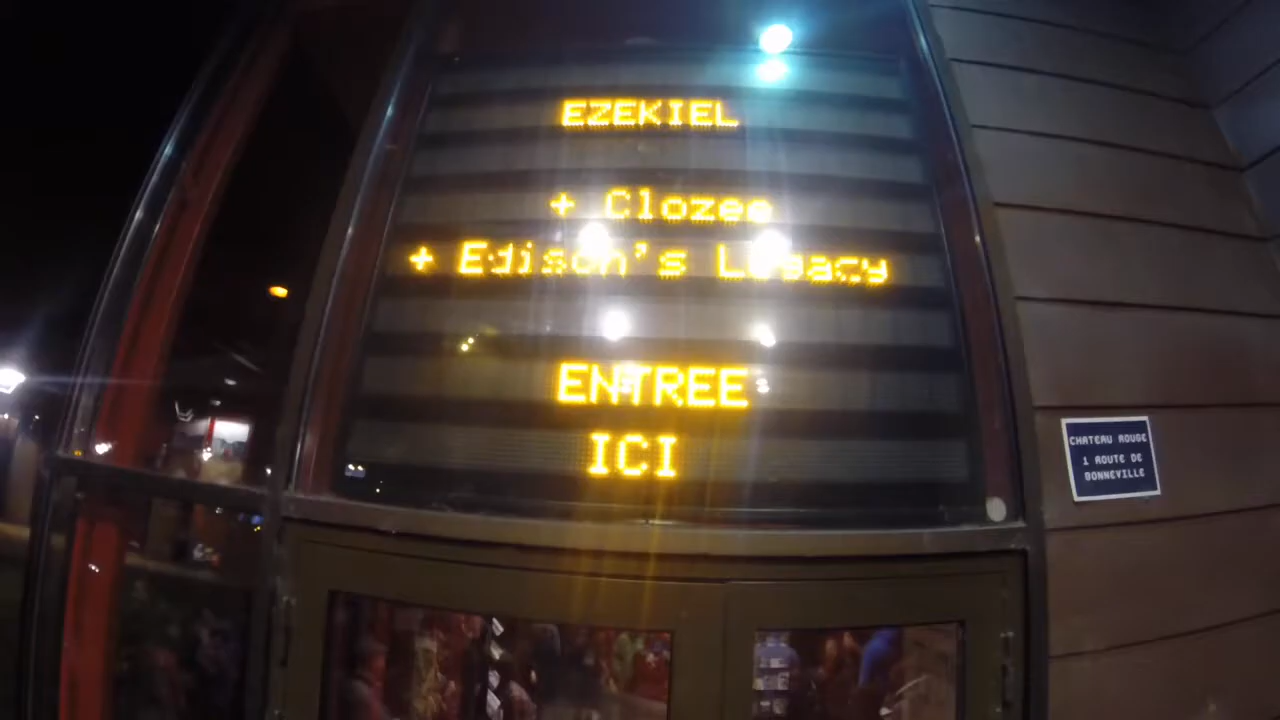 EZEKIEL
+ Clozee
+ Edison's Legacy
ENTREE
ICI
CHATEAU ROUGE
1 ROUTE DE
BONNEVILLE